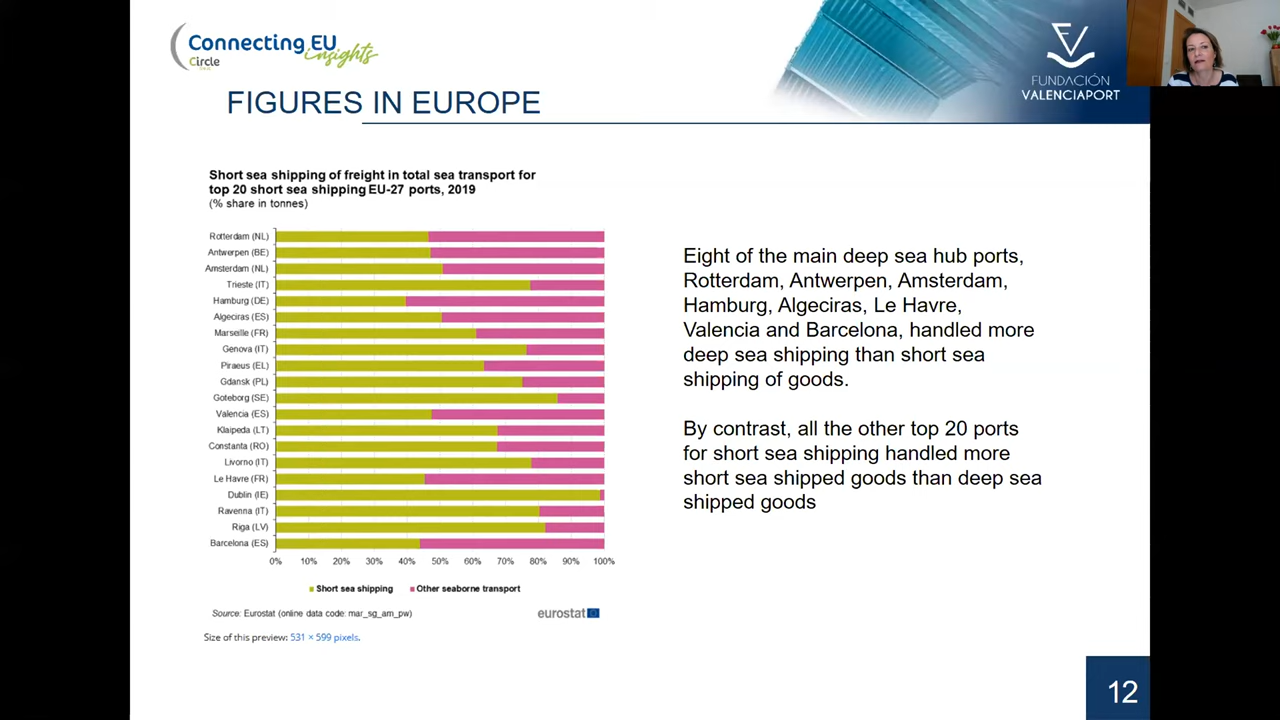 Connecting EU
insights
Circle
FUNDACIÓN
VALENCIAPORT
FIGURES IN EUROPE
Short sea shipping of freight in total sea transport for
top 20 short sea shipping EU-27 ports, 2019
(% share in tonnes)
Rotterdam (NL)
Antwerpen (BE)
Amsterdam (NL)
Trieste (IT)
Hamburg (DE)
Algeciras (ES)
Marseille (FR)
Genova (IT)
Piraeus (EL)
Gdansk (PL)
Goteborg (SE)
Valencia (ES)
Klaipeda (LT)
Constanta (RO)
Livorno (IT)
Le Havre (FR)
Dublin (IE)
Ravenna (IT)
Riga (LV)
Barcelona (ES)
0% 10% 20% 30% 40% 50% 60% 70% 80% 90% 100%
Short sea shipping Other seaborne transport
Source: Eurostat (online data code: mar_sg_am_pw)
eurostat
Size of this preview: 531 × 599 pixels.
Eight of the main deep sea hub ports,
Rotterdam, Antwerpen, Amsterdam,
Hamburg, Algeciras, Le Havre,
Valencia and Barcelona, handled more
deep sea shipping than short sea
shipping of goods.
By contrast, all the other top 20 ports
for short sea shipping handled more
short sea shipped goods than deep sea
shipped goods
12